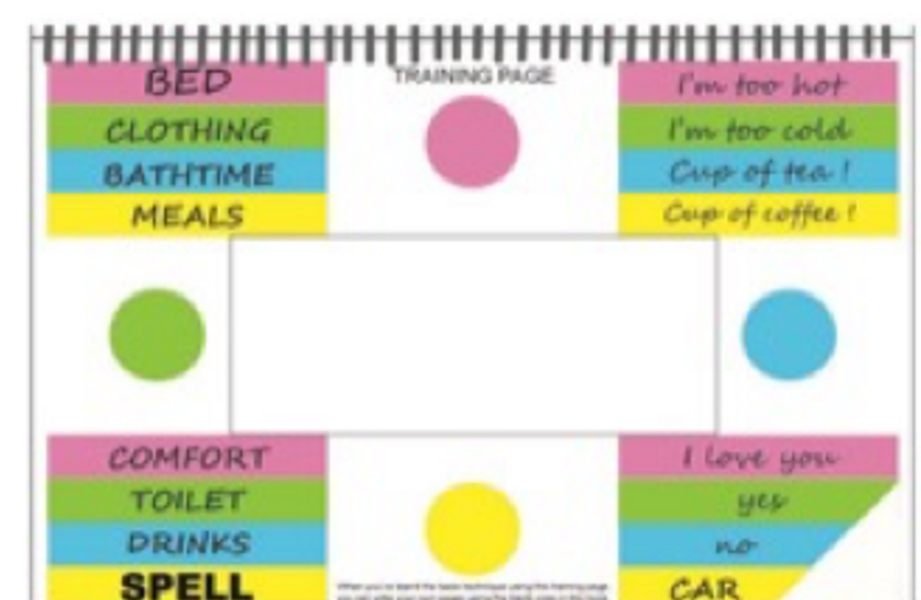 BED
CLOTHING
BATHTIME
MEALS
TRAINING PAGE
I'm too hot
I'm too cold
Cup of tea !
Cup of coffee !
COMFORT
TOILET
DRINKS
SPELL
I love you
yes
no
CAR